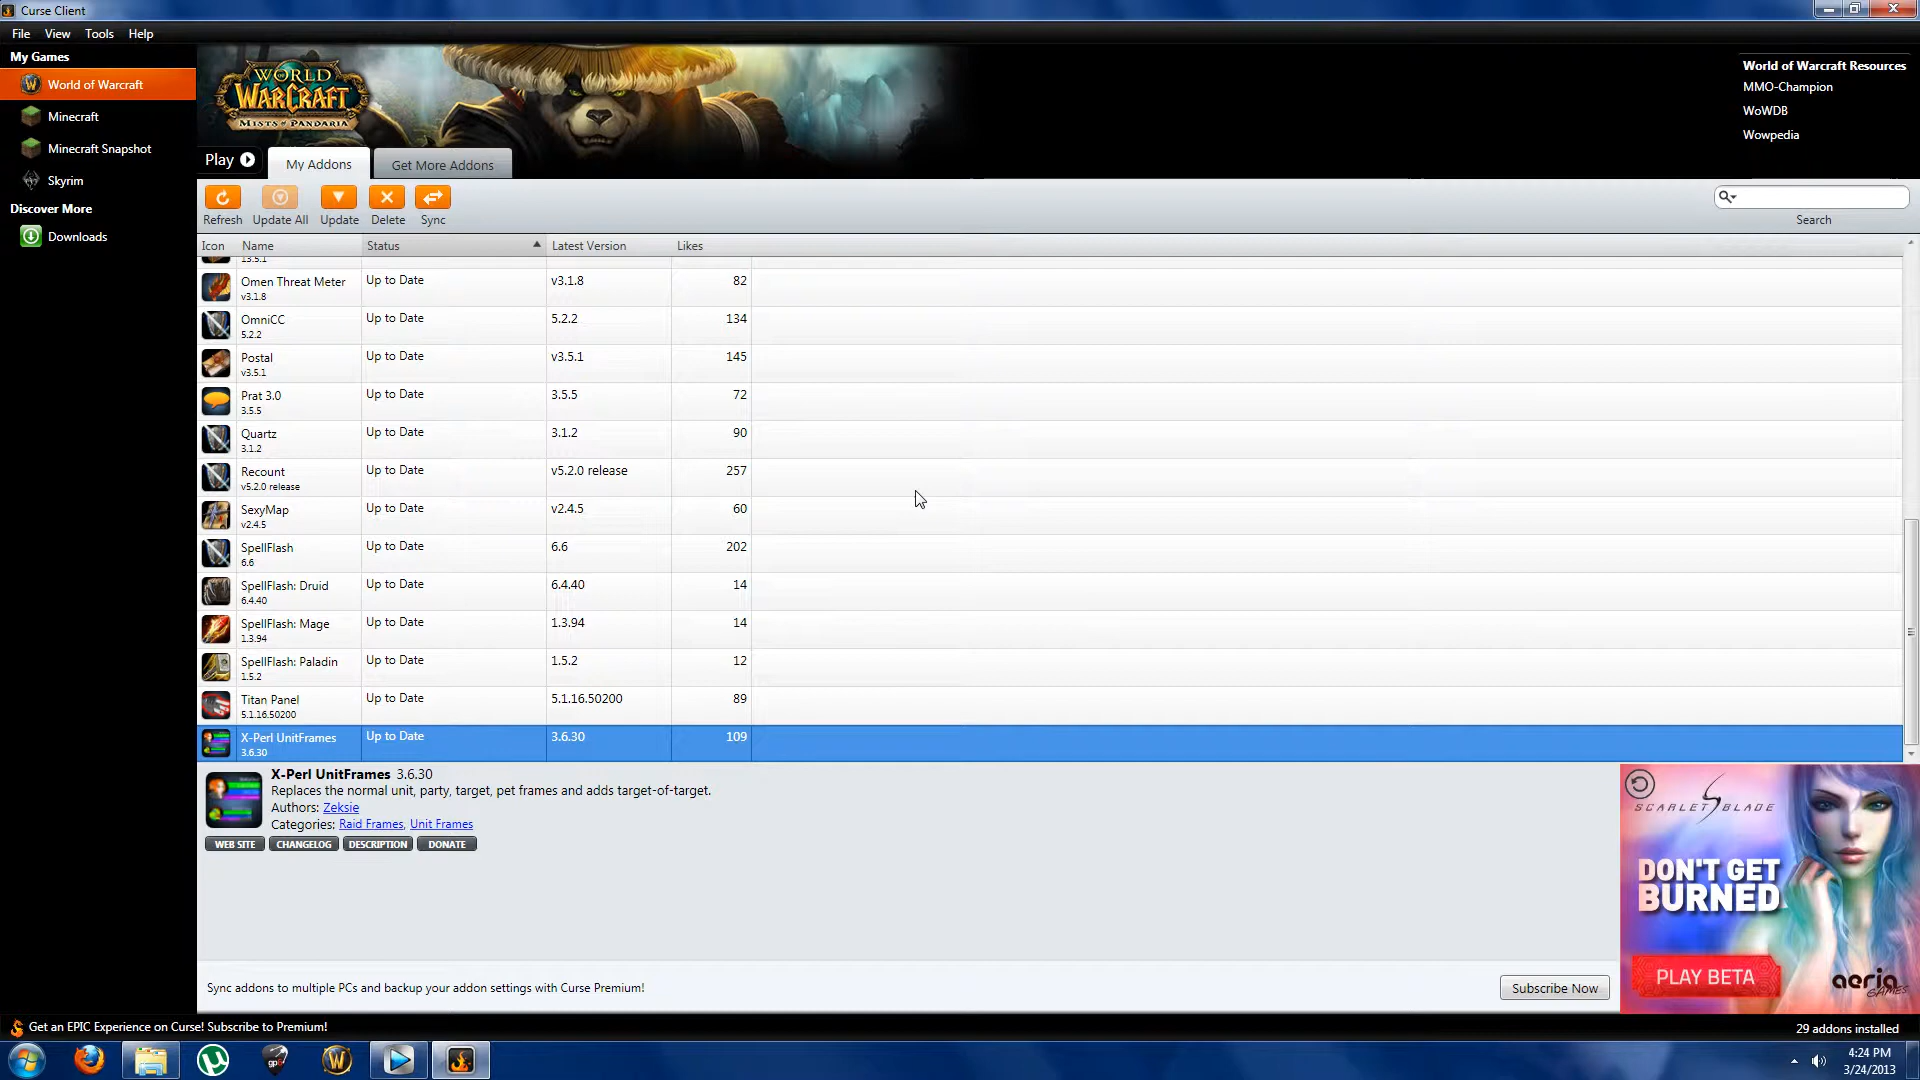 Curse Client
File View Tools Help
My Games
World of Warcraft
Minecraft
Minecraft Snapshot
Skyrim
Discover More
Downloads
WORLD
WARCRAFT
MISTS of PANDARIA
World of Warcraft Resources
MMO-Champion
WoWDB
Wowpedia
Play My Addons Get More Addons
Refresh Update All Update Delete Sync
Search
Icon Name Status Latest Version Likes
13.5.1
Omen Threat Meter Up to Date v3.1.8 82
v3.1.8
OmniCC Up to Date 5.2.2 134
5.2.2
Postal Up to Date v3.5.1 145
v3.5.1
Prat 3.0 Up to Date 3.5.5 72
3.5.5
Quartz Up to Date 3.1.2 90
3.1.2
Recount Up to Date v5.2.0 release 257
v5.2.0 release
SexyMap Up to Date v2.4.5 60
v2.4.5
SpellFlash Up to Date 6.6 202
6.6
SpellFlash: Druid Up to Date 6.4.40 14
6.4.40
SpellFlash: Mage Up to Date 1.3.94 14
1.3.94
SpellFlash: Paladin Up to Date 1.5.2 12
1.5.2
Titan Panel Up to Date 5.1.16.50200 89
5.1.16.50200
X-Perl UnitFrames Up to Date 3.6.30 109
3.6.30
X-Perl UnitFrames 3.6.30
Replaces the normal unit, party, target, pet frames and adds target-of-target.
Authors: Zeksie
Categories: Raid Frames, Unit Frames
WEB SITE CHANGELOG DESCRIPTION DONATE
SCARLET BLADE
DON'T GET
BURNED
PLAY BETA
aeria
GAMES
Sync addons to multiple PCs and backup your addon settings with Curse Premium!
Subscribe Now
Get an EPIC Experience on Curse! Subscribe to Premium!
29 addons installed
4:24 PM
3/24/2013